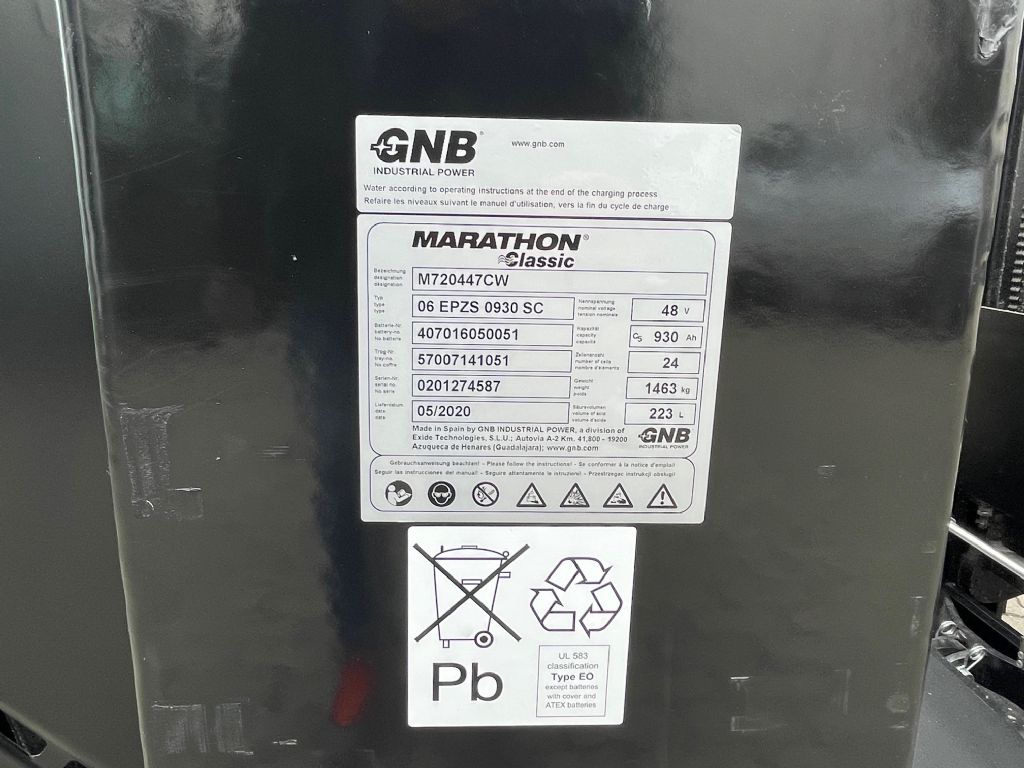 GNB®
www.gnb.com
INDUSTRIAL POWER
Water according to operating instructions at the end of the charging process
Refaire les niveaux suivant le manuel d'utilisation, vers la fin du cycle de charge
MARATHON®
Classic
Bezeichnung
designation
désignation
M720447CW
Typ
type
type
06 EPZS 0930 SC
Nennspannung
nominal voltage
tension nominale
48 V
Batterie-Nr.
battery-no.
No batterie
407016050051
Kapazität
capacity
capacité
C5 930 Ah
Trog-Nr.
tray-no.
No coffre
57007141051
Zellenanzahl
number of cells
nombre d'éléments
24
Serien-Nr.
serial no.
No série
0201274587
Gewicht
weight
poids
1463 kg
Lieferdatum
date
date
05/2020
Säurevolumen
volume of acid
volume d'acide
223 L
Made in Spain by GNB INDUSTRIAL POWER, a division of
Exide Technologies, S.L.U.; Autovia A-2 Km. 41,800 - 19200
Azuqueca de Henares (Guadalajara); www.gnb.com
GNB
INDUSTRIAL POWER
Gebrauchsanweisung beachten! - Please follow the instructions! - Se conformer à la notice d'emploi!
Seguir las instrucciones del manual! - Seguire attentamente le istruzioni! - Przestrzegac instrukcji obslugi!
Pb
UL 583
classification
Type EO
except batteries
with cover and
ATEX batteries